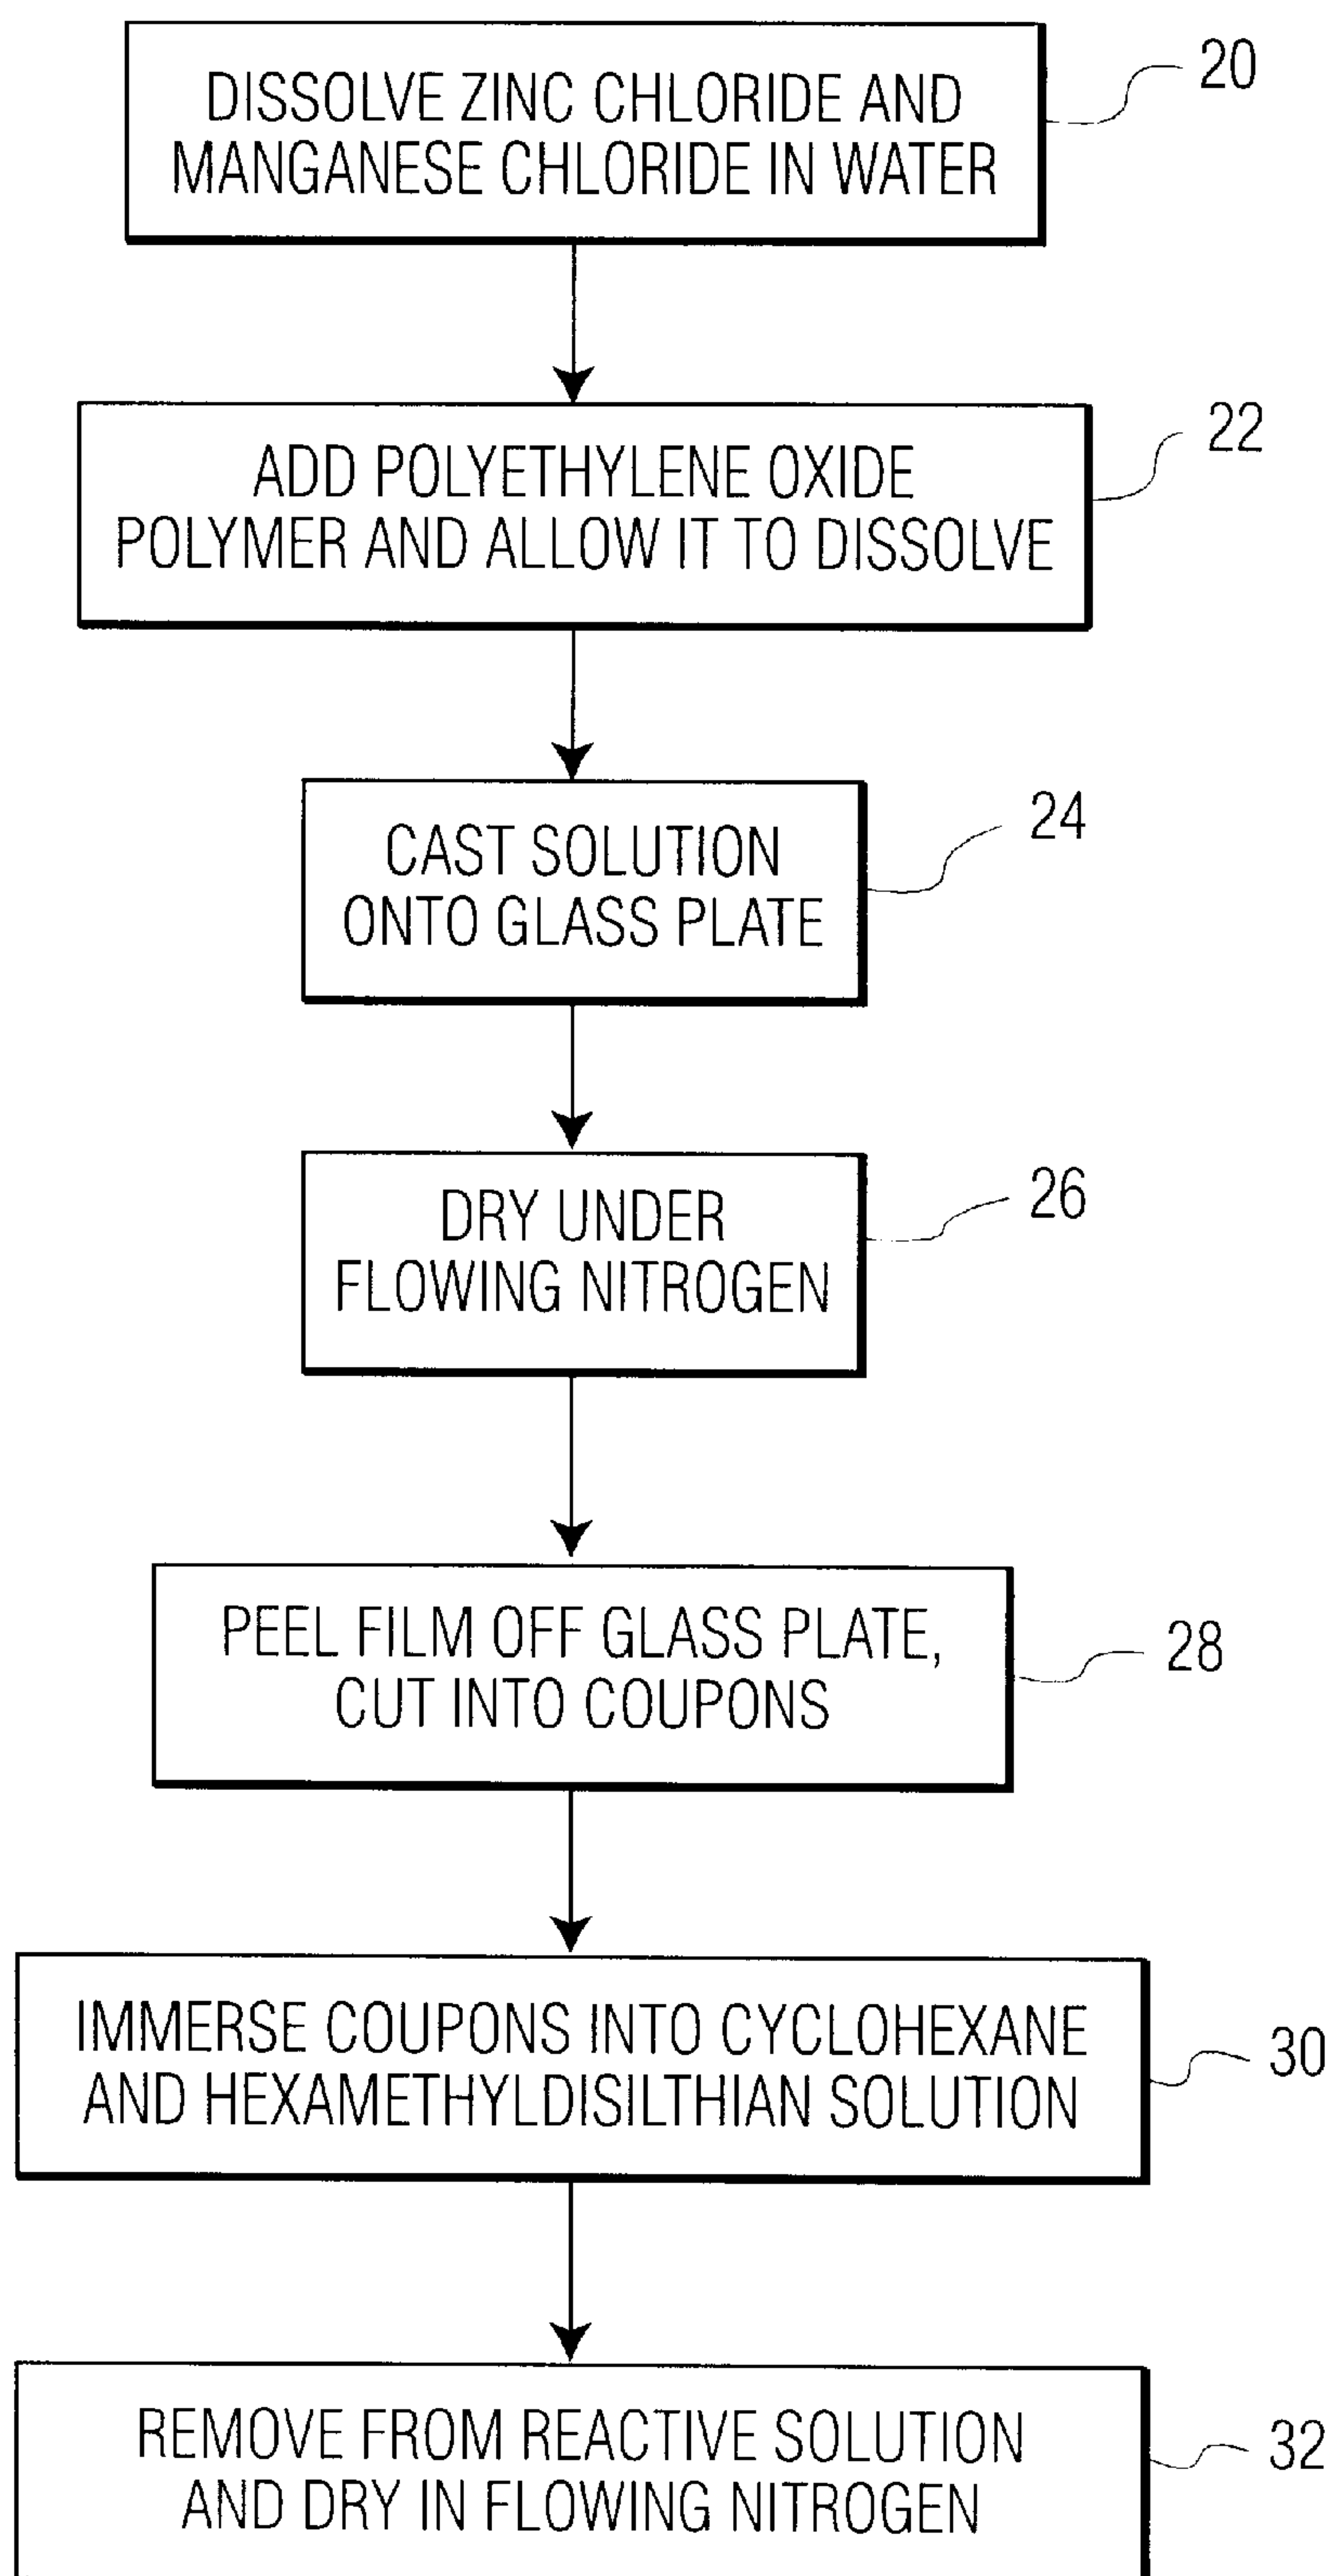 DISSOLVE ZINC CHLORIDE AND
MANGANESE CHLORIDE IN WATER
20
ADD POLYETHYLENE OXIDE
POLYMER AND ALLOW IT TO DISSOLVE
22
CAST SOLUTION
ONTO GLASS PLATE
24
DRY UNDER
FLOWING NITROGEN
26
PEEL FILM OFF GLASS PLATE,
CUT INTO COUPONS
28
IMMERSE COUPONS INTO CYCLOHEXANE
AND HEXAMETHYLDISILTHIAN SOLUTION
30
REMOVE FROM REACTIVE SOLUTION
AND DRY IN FLOWING NITROGEN
32